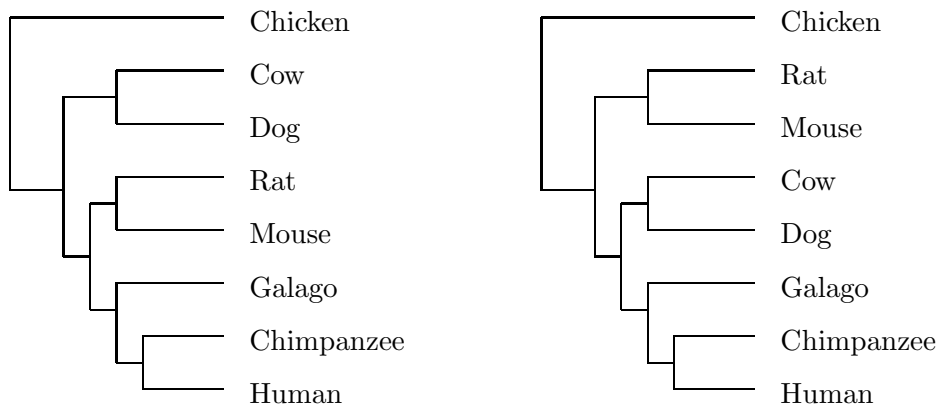 Chicken
Cow
Dog
Rat
Mouse
Galago
Chimpanzee
Human
Chicken
Rat
Mouse
Cow
Dog
Galago
Chimpanzee
Human